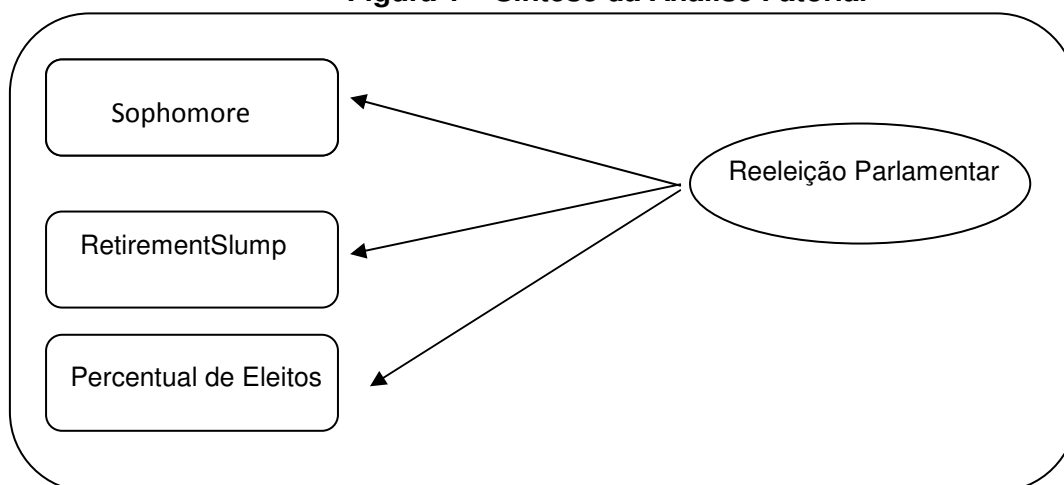 Figura 1 – Síntese da Análise Fatorial
Sophomore
Reeleição Parlamentar
RetirementSlump
Percentual de Eleitos